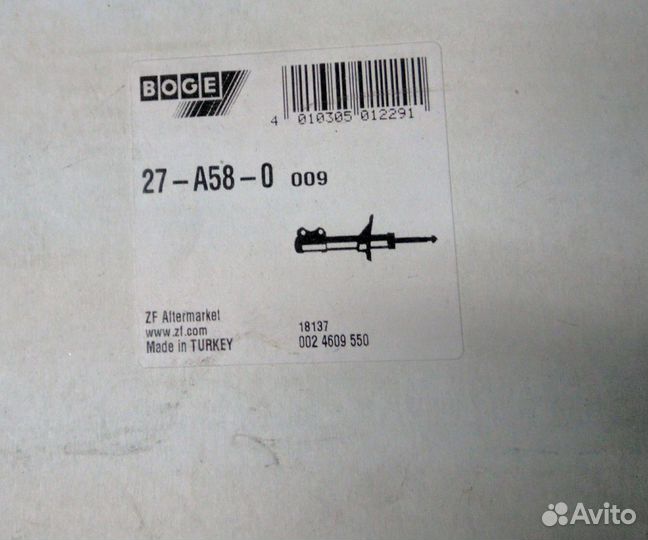 BOGE
4 010305 012291
27-A58-0 009
ZF Aftermarket
www.zf.com
Made in TURKEY
18137
002 4609 550
Avito